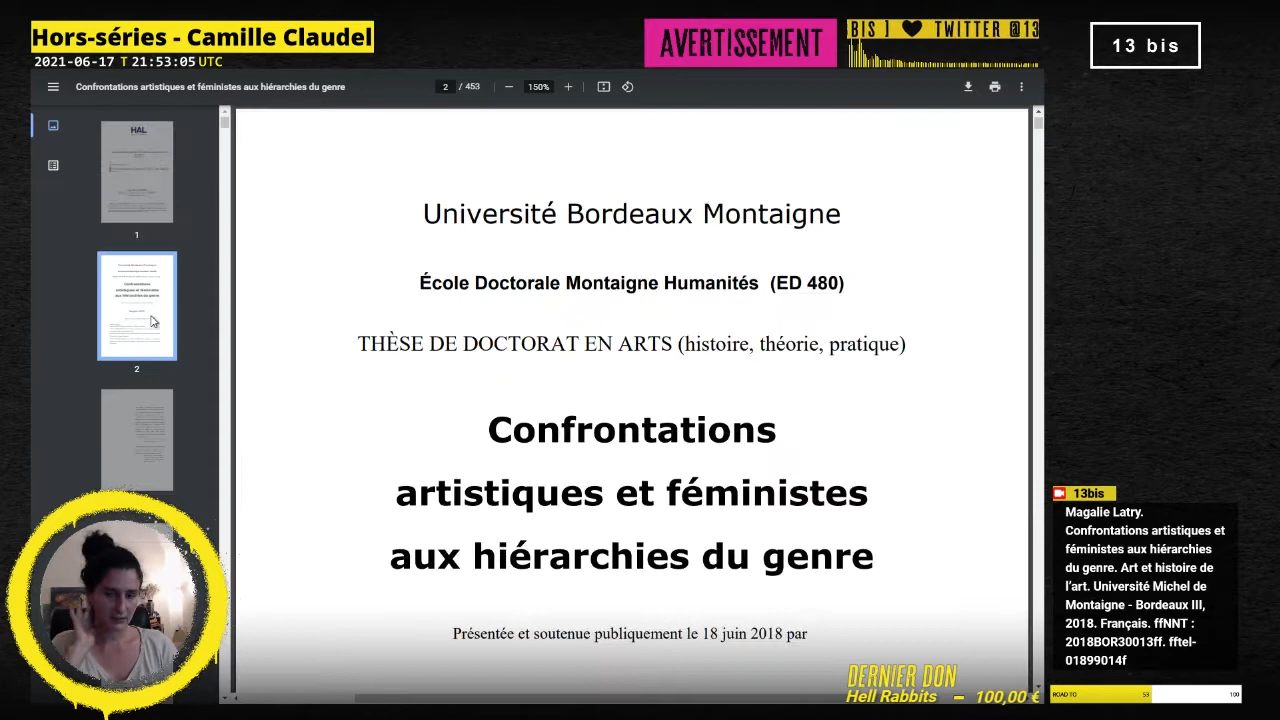 Hors-séries - Camille Claudel
2021-06-17 T 21:53:05 UTC
AVERTISSEMENT
BIS ] TWITTER @13
13 bis
Confrontations artistiques et féministes aux hiérarchies du genre
2 / 453
150%
HAL
1
2
Université Bordeaux Montaigne
École Doctorale Montaigne Humanités (ED 480)
THÈSE DE DOCTORAT EN ARTS (histoire, théorie, pratique)
Confrontations
artistiques et féministes
aux hiérarchies du genre
Présentée et soutenue publiquement le 18 juin 2018 par
13bis
Magalie Latry.
Confrontations artistiques et
féministes aux hiérarchies
du genre. Art et histoire de
l’art. Université Michel de
Montaigne - Bordeaux III,
2018. Français. ffNNT :
2018BOR30013ff. fftel-
01899014f
DERNIER DON
Hell Rabbits – 100,00 €
ROAD TO 53 100